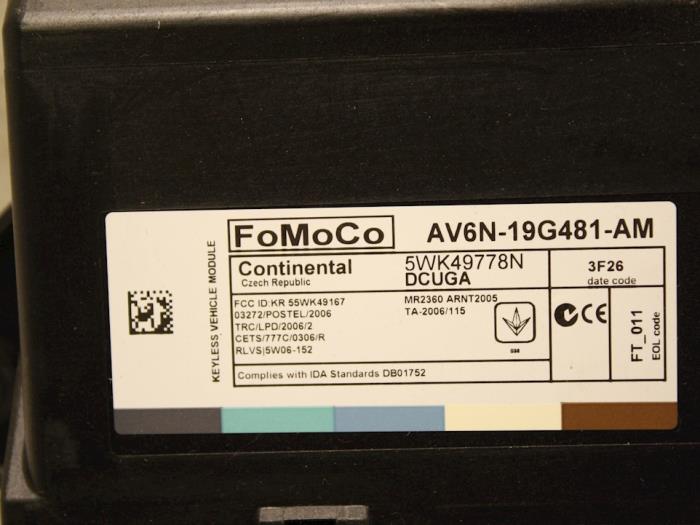 KEYLESS VEHICLE MODULE
FoMoCo
AV6N-19G481-AM
Continental
Czech Republic
5WK49778N
DCUGA
3F26
date code
FCC ID:KR 55WK49167
03272/POSTEL/2006
TRC/LPD/2006/2
CETS/777C/0306/R
RLVS|5W06-152
MR2360 ARNT2005
TA-2006/115
CE
FT_011
EOL code
Complies with IDA Standards DB01752